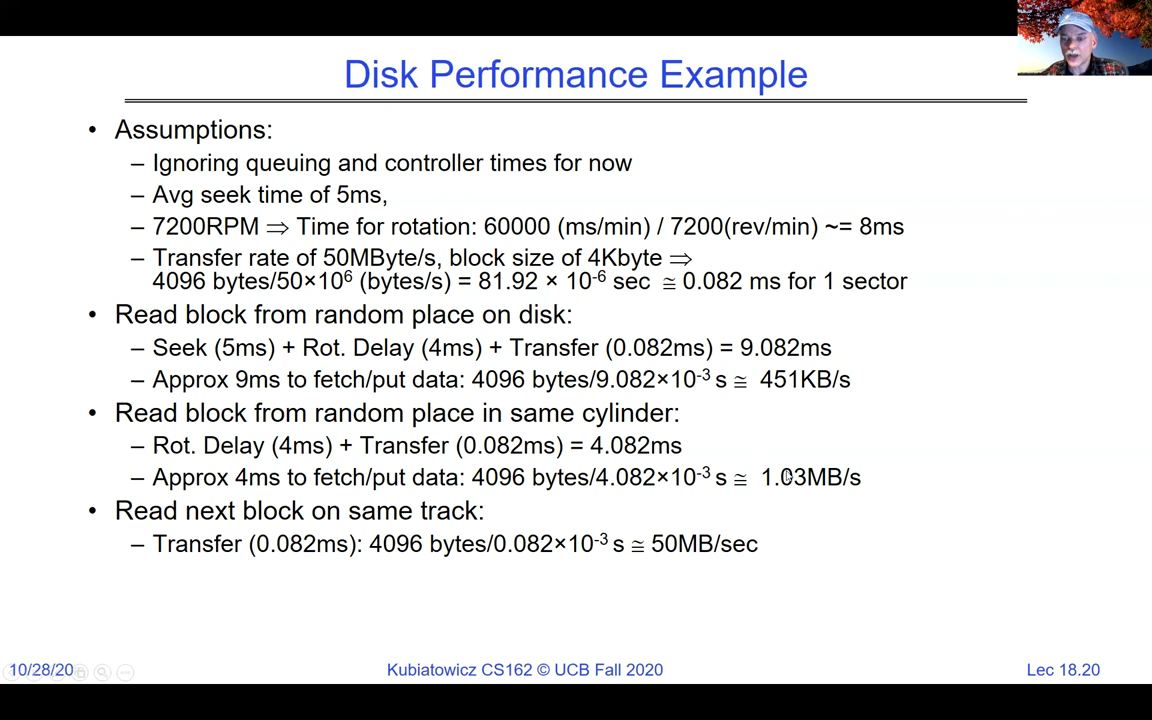 Disk Performance Example
• Assumptions:
– Ignoring queuing and controller times for now
– Avg seek time of 5ms,
– 7200RPM ⇒ Time for rotation: 60000 (ms/min) / 7200(rev/min) ~= 8ms
– Transfer rate of 50MByte/s, block size of 4Kbyte ⇒
4096 bytes/50×10⁶ (bytes/s) = 81.92 × 10⁻⁶ sec ≅ 0.082 ms for 1 sector
• Read block from random place on disk:
– Seek (5ms) + Rot. Delay (4ms) + Transfer (0.082ms) = 9.082ms
– Approx 9ms to fetch/put data: 4096 bytes/9.082×10⁻³ s ≅ 451KB/s
• Read block from random place in same cylinder:
– Rot. Delay (4ms) + Transfer (0.082ms) = 4.082ms
– Approx 4ms to fetch/put data: 4096 bytes/4.082×10⁻³ s ≅ 1.03MB/s
• Read next block on same track:
– Transfer (0.082ms): 4096 bytes/0.082×10⁻³ s ≅ 50MB/sec
10/28/20 Kubiatowicz CS162 © UCB Fall 2020 Lec 18.20